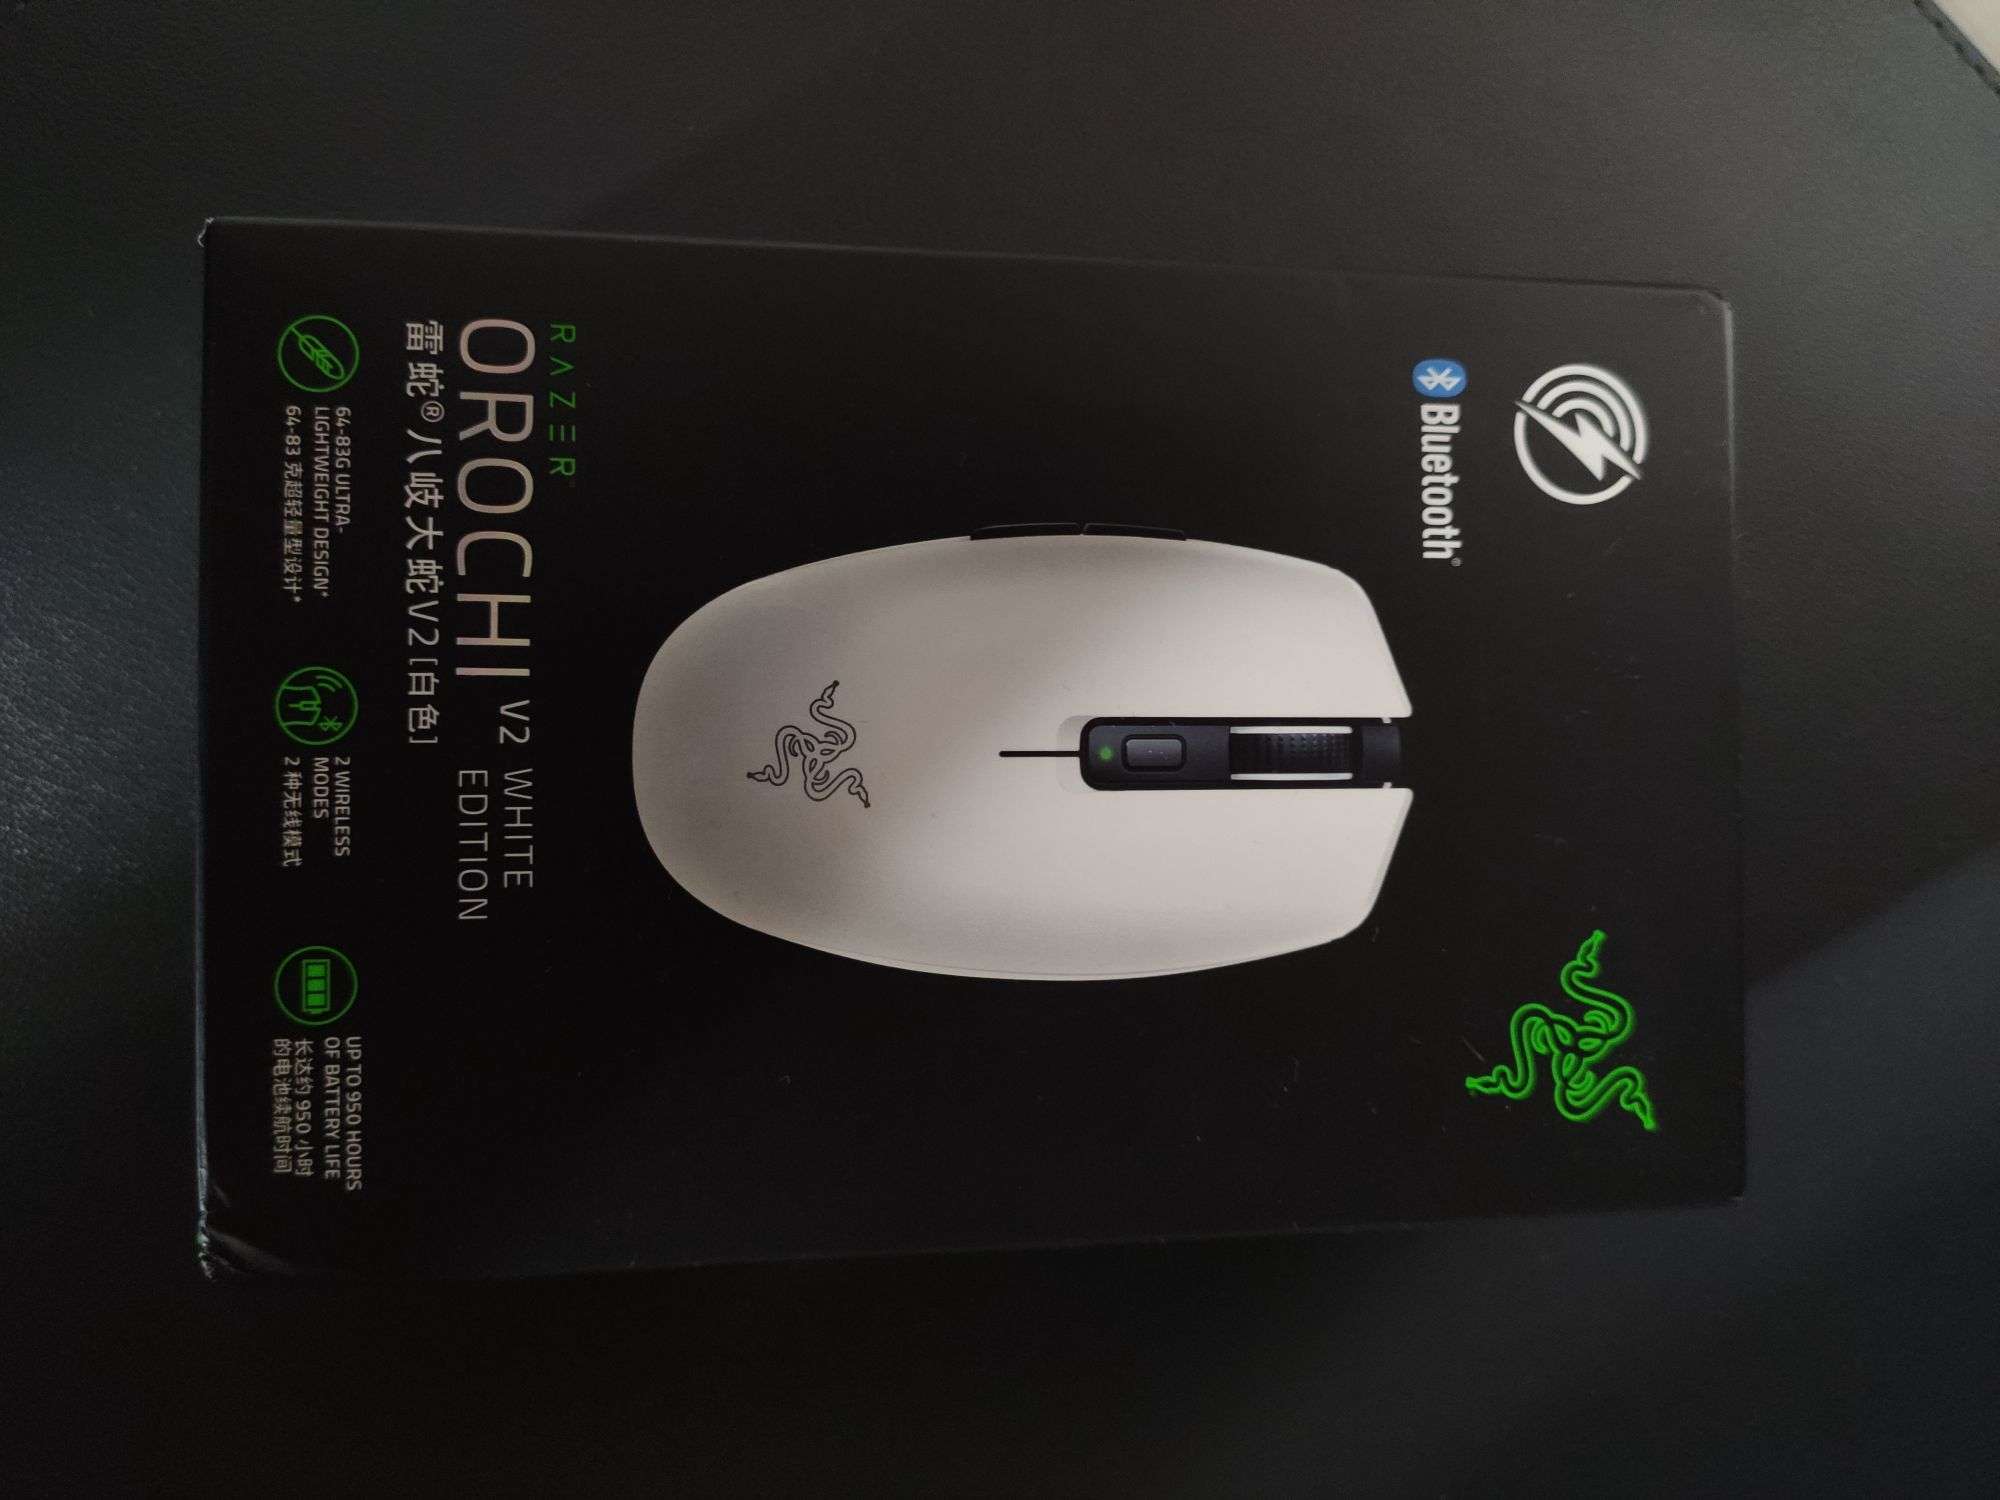 Bluetooth®
RAZER™
OROCHI V2 WHITE
EDITION
雷蛇®八岐大蛇V2[白色]
64-83G ULTRA-
LIGHTWEIGHT DESIGN*
64-83 克超轻量型设计*
2 WIRELESS
MODES
2 种无线模式
UP TO 950 HOURS
OF BATTERY LIFE
长达约 950 小时
的电池续航时间